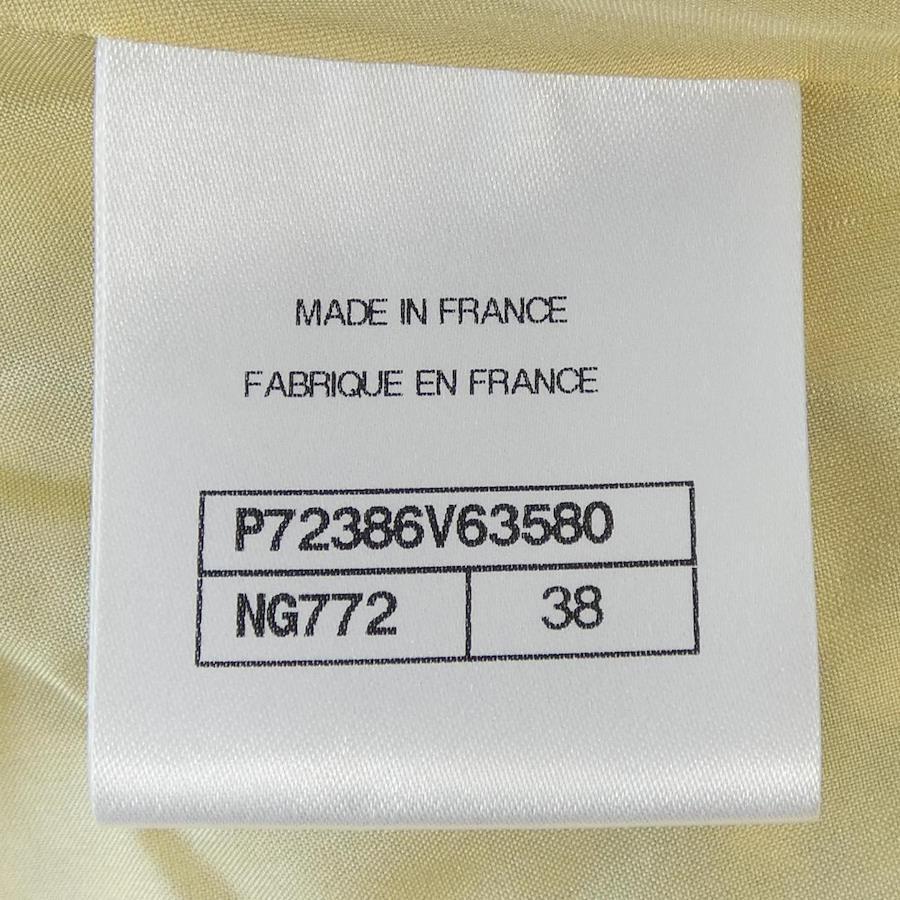 MADE IN FRANCE
FABRIQUE EN FRANCE
P72386V63580
NG772 38